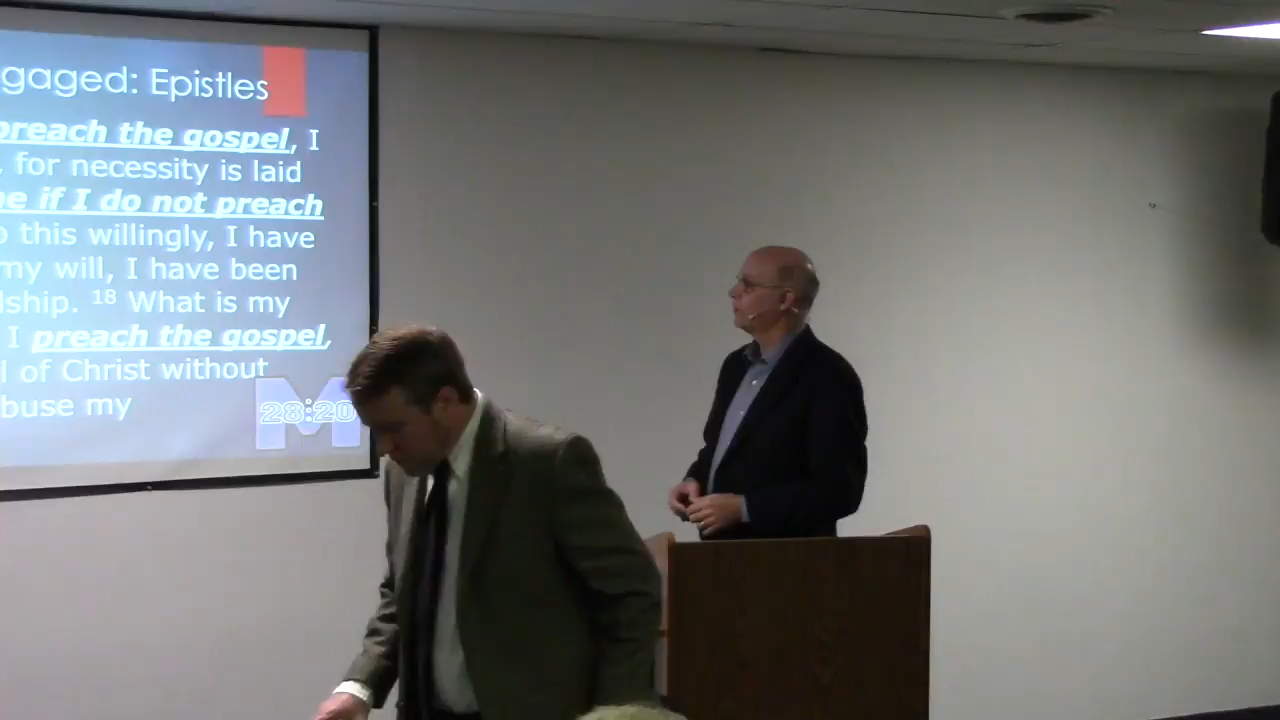 gaged: Epistles
preach the gospel, I
for necessity is laid
e if I do not preach
this willingly, I have
my will, I have been
dship. 18 What is my
I preach the gospel,
l of Christ without
buse my
M
28:20